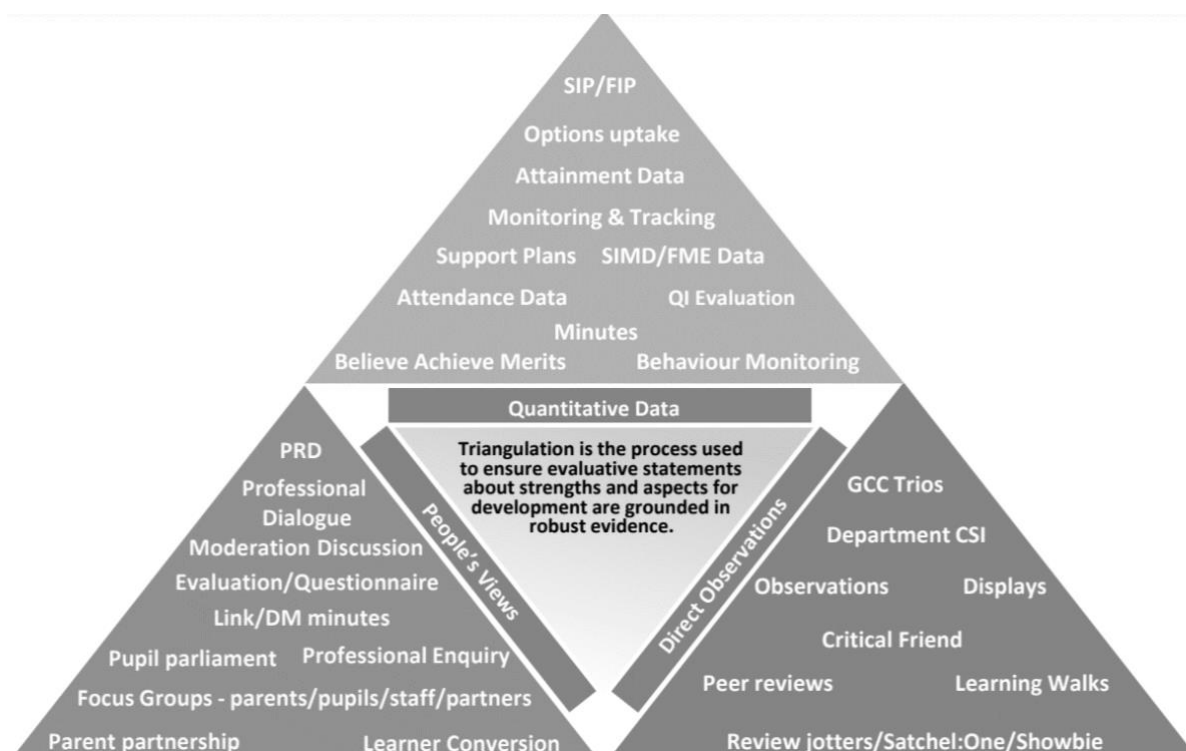 SIP/FIP
Options uptake
Attainment Data
Monitoring & Tracking
Support Plans SIMD/FME Data
Attendance Data QI Evaluation
Minutes
Believe Achieve Merits Behaviour Monitoring
Quantitative Data
Triangulation is the process used
to ensure evaluative statements
about strengths and aspects for
development are grounded in
robust evidence.
People's Views
Direct Observations
PRD
Professional
Dialogue
Moderation Discussion
Evaluation/Questionnaire
Link/DM minutes
Pupil parliament Professional Enquiry
Focus Groups - parents/pupils/staff/partners
Parent partnership Learner Conversion
GCC Trios
Department CSI
Observations Displays
Critical Friend
Peer reviews Learning Walks
Review jotters/Satchel:One/Showbie